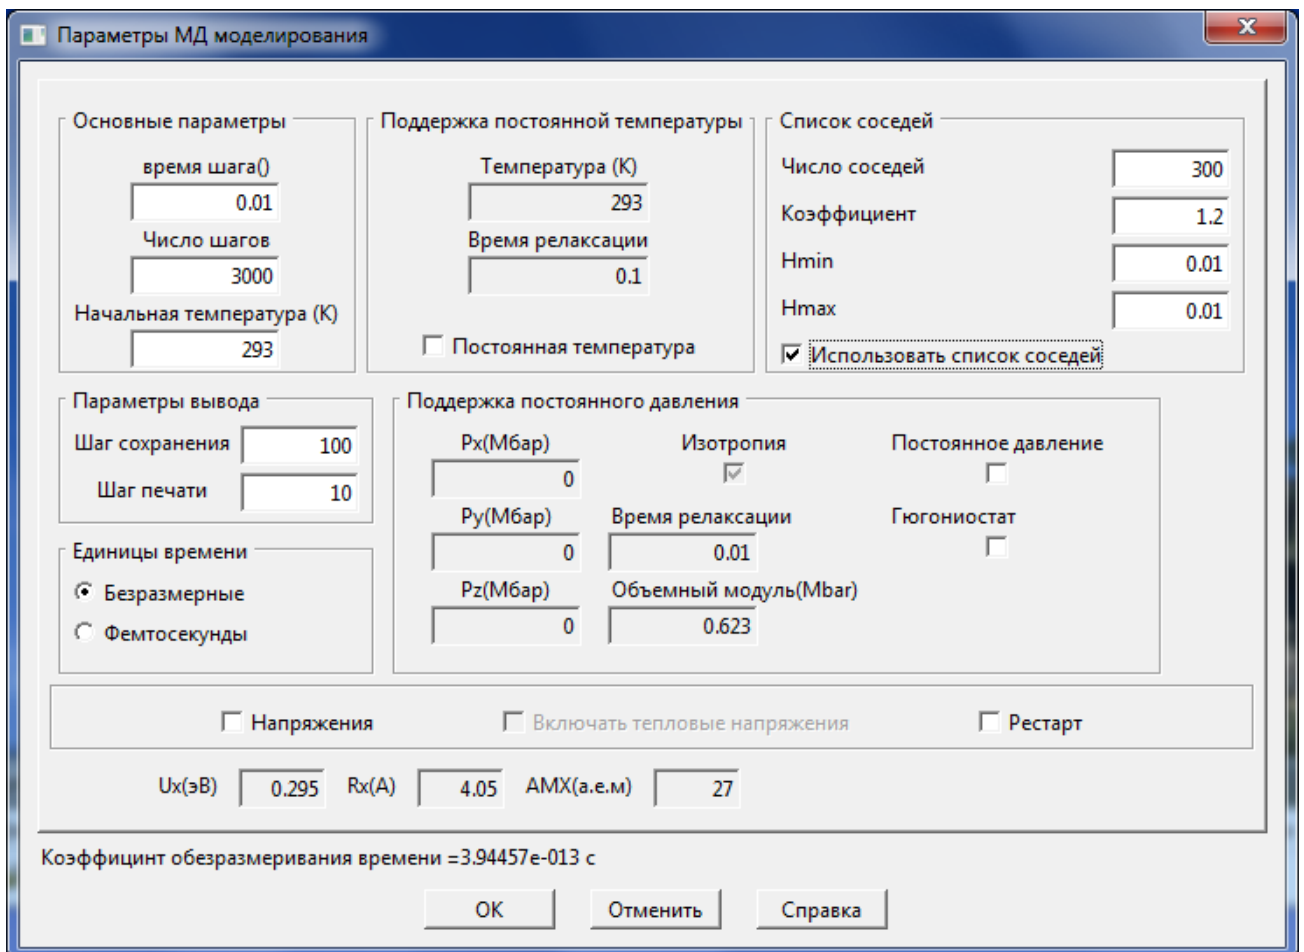 Параметры МД моделирования
x
Основные параметры
время шага()
0.01
Число шагов
3000
Начальная температура (К)
293
Поддержка постоянной температуры
Температура (К)
293
Время релаксации
0.1
Постоянная температура
Список соседей
Число соседей 300
Коэффициент 1.2
Hmin 0.01
Hmax 0.01
Использовать список соседей
Параметры вывода
Шаг сохранения 100
Шаг печати 10
Единицы времени
Безразмерные
Фемтосекунды
Поддержка постоянного давления
Px(Мбар) Изотропия Постоянное давление
0
Py(Мбар) Время релаксации Гюгониостат
0 0.01
Pz(Мбар) Объемный модуль(Mbar)
0 0.623
Напряжения Включать тепловые напряжения Рестарт
Ux(эВ) 0.295 Rx(A) 4.05 AMX(а.е.м) 27
Коэффицинт обезразмеривания времени =3.94457e-013 с
ОК Отменить Справка